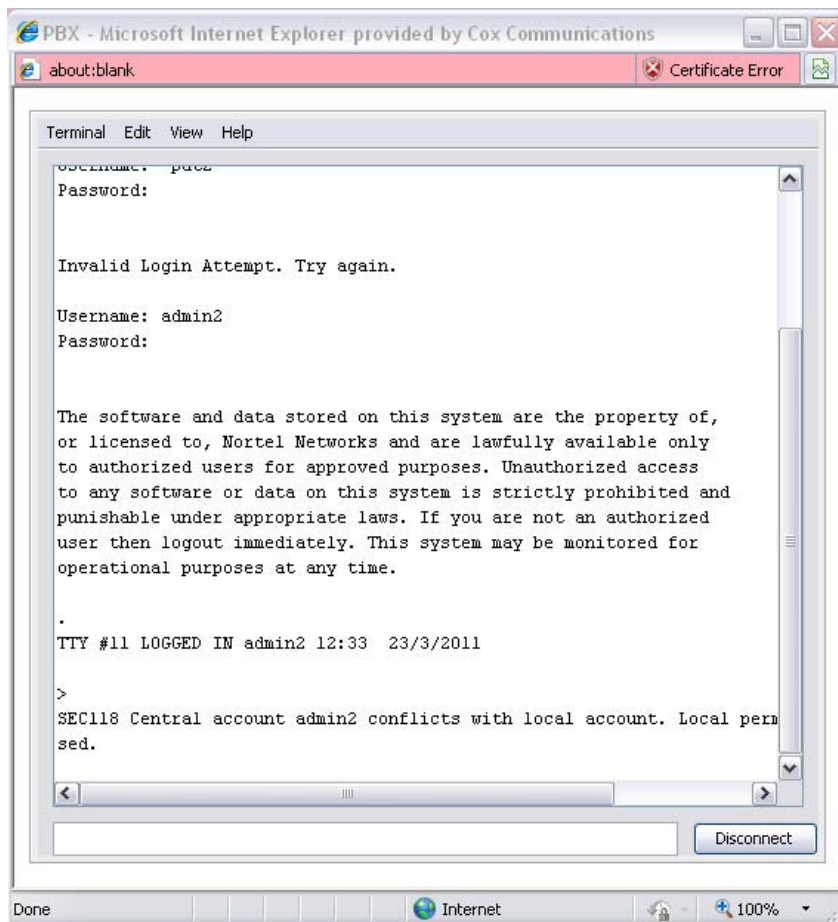 PBX - Microsoft Internet Explorer provided by Cox Communications
about:blank
Certificate Error
Terminal Edit View Help
Username:
Password:
Invalid Login Attempt. Try again.
Username: admin2
Password:
The software and data stored on this system are the property of,
or licensed to, Nortel Networks and are lawfully available only
to authorized users for approved purposes. Unauthorized access
to any software or data on this system is strictly prohibited and
punishable under appropriate laws. If you are not an authorized
user then logout immediately. This system may be monitored for
operational purposes at any time.
.
TTY #11 LOGGED IN admin2 12:33 23/3/2011
>
SEC118 Central account admin2 conflicts with local account. Local perm
sed.
Disconnect
Done
Internet
100%